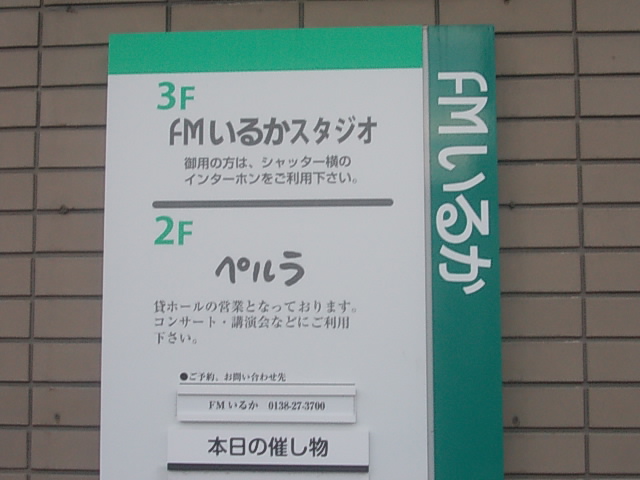 3F
FMいるかスタジオ
御用の方は、シャッター横の
インターホンをご利用下さい。
2F
ペルラ
貸ホールの営業となっております。
コンサート・講演会などにご利用
下さい。
●ご予約、お問い合わせ先
FMいるか 0138-27-3700
本日の催し物
FMいるか